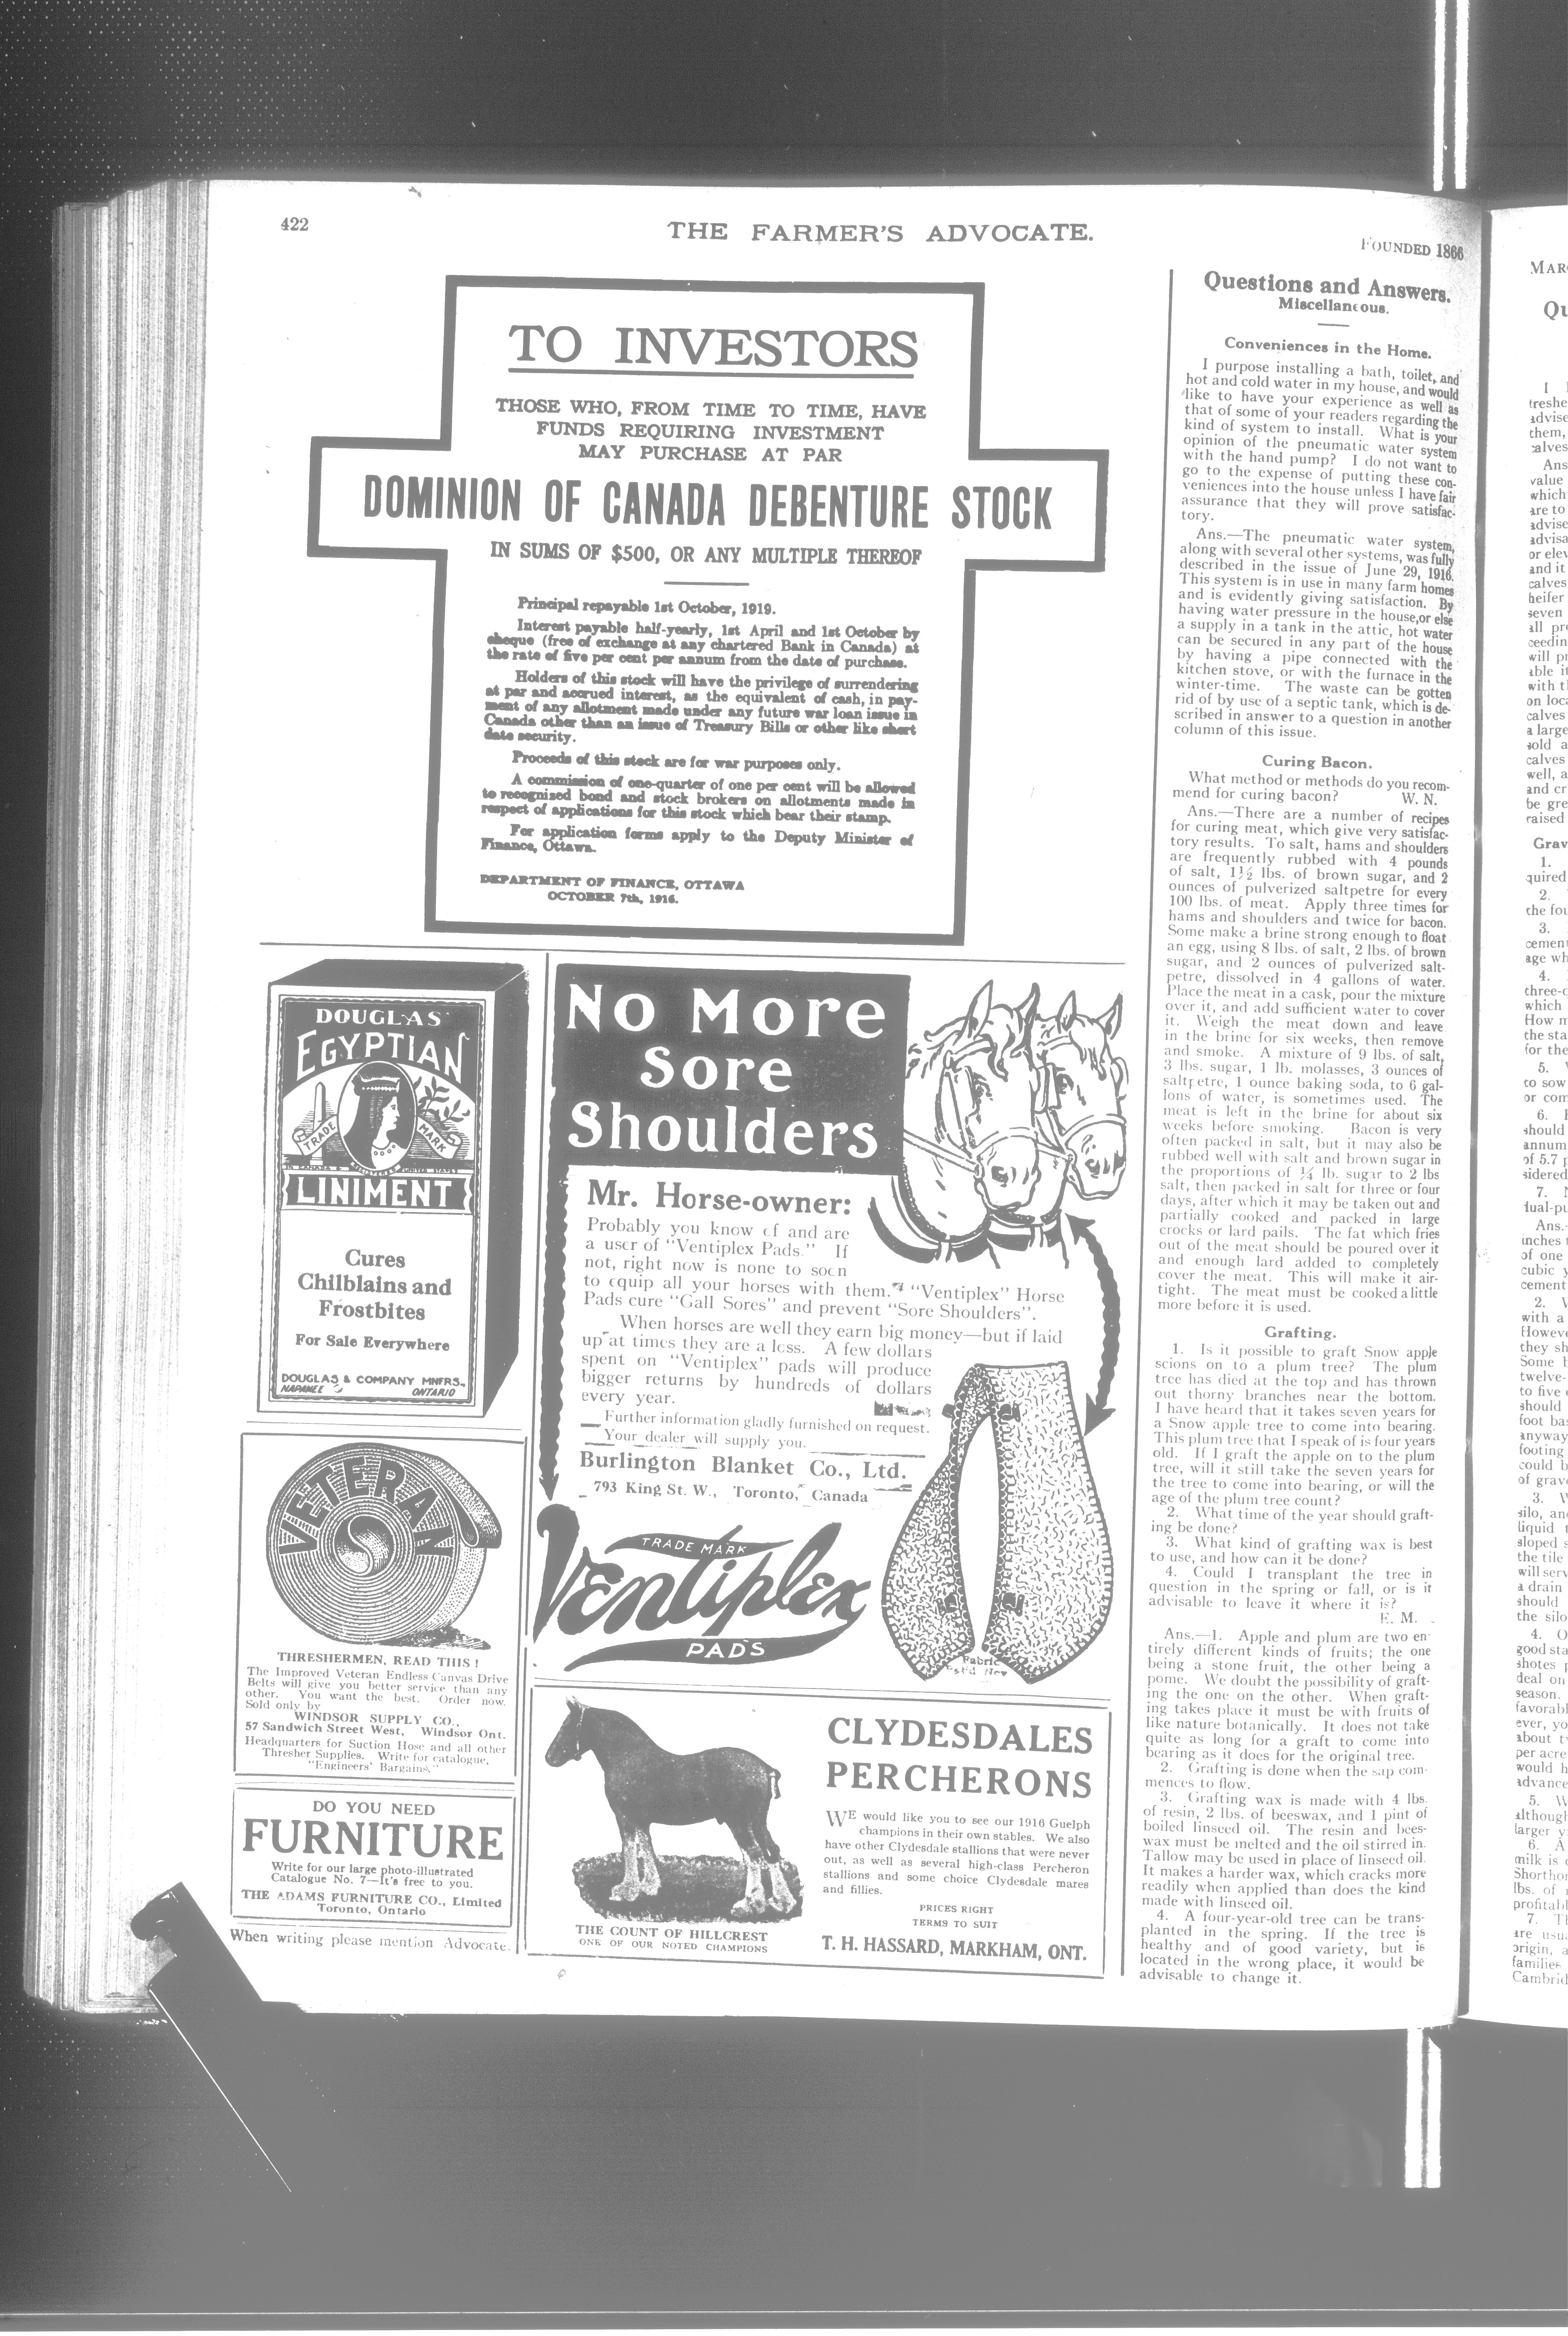 422
THE FARMER'S ADVOCATE.
FOUNDED 1866
TO INVESTORS
THOSE WHO, FROM TIME TO TIME, HAVE
FUNDS REQUIRING INVESTMENT
MAY PURCHASE AT PAR
DOMINION OF CANADA DEBENTURE STOCK
IN SUMS OF $500, OR ANY MULTIPLE THEREOF
Principal repayable 1st October, 1919.
Interest payable half-yearly, 1st April and 1st October by
cheque (free of exchange at any chartered Bank in Canada) at
the rate of five per cent per annum from the date of purchase.
Holders of this stock will have the privilege of surrendering
at par and accrued interest, as the equivalent of cash, in pay-
ment of any allotment made under any future war loan issue in
Canada other than an issue of Treasury Bills or other like short
date security.
Proceeds of this stock are for war purposes only.
A commission of one-quarter of one per cent will be allowed
to recognised bond and stock brokers on allotments made in
respect of applications for this stock which bear their stamp.
For application forms apply to the Deputy Minister of
Finance, Ottawa.
DEPARTMENT OF FINANCE, OTTAWA
OCTOBER 7th, 1916.
DOUGLAS'
EGYPTIAN
TRADE MARK
LINIMENT
Cures
Chilblains and
Frostbites
For Sale Everywhere
DOUGLAS & COMPANY MNFRS.,
NAPANEE ONTARIO
VETERAN
THRESHERMEN, READ THIS!
The Improved Veteran Endless Canvas Drive
Belts will give you better service than any
other. You want the best. Order now.
Sold only by
WINDSOR SUPPLY CO.,
57 Sandwich Street West, Windsor Ont.
Headquarters for Suction Hose and all other
Thresher Supplies. Write for catalogue,
"Engineers' Bargains."
DO YOU NEED
FURNITURE
Write for our large photo-illustrated
Catalogue No. 7—It's free to you.
THE ADAMS FURNITURE CO., Limited
Toronto, Ontario
When writing please mention Advocate.
No More
Sore
Shoulders
Mr. Horse-owner:
Probably you know of and are
a user of "Ventiplex Pads." If
not, right now is none to soon
to equip all your horses with them. "Ventiplex" Horse
Pads cure "Gall Sores" and prevent "Sore Shoulders".
When horses are well they earn big money—but if laid
up at times they are a loss. A few dollars
spent on "Ventiplex" pads will produce
bigger returns by hundreds of dollars
every year.
Further information gladly furnished on request.
Your dealer will supply you.
Burlington Blanket Co., Ltd.
793 King St. W., Toronto, Canada
TRADE MARK
Ventiplex
PADS
Fabric
THE COUNT OF HILLCREST
ONE OF OUR NOTED CHAMPIONS
CLYDESDALES
PERCHERONS
WE would like you to see our 1916 Guelph
champions in their own stables. We also
have other Clydesdale stallions that were never
out, as well as several high-class Percheron
stallions and some choice Clydesdale mares
and fillies.
PRICES RIGHT
TERMS TO SUIT
T. H. HASSARD, MARKHAM, ONT.
Questions and Answers.
Miscellaneous.
Conveniences in the Home.
I purpose installing a bath, toilet, and
hot and cold water in my house, and would
like to have your experience as well as
that of some of your readers regarding the
kind of system to install. What is your
opinion of the pneumatic water system
with the hand pump? I do not want to
go to the expense of putting these con-
veniences into the house unless I have fair
assurance that they will prove satisfac-
tory.
Ans.—The pneumatic water system,
along with several other systems, was fully
described in the issue of June 29, 1916.
This system is in use in many farm homes
and is evidently giving satisfaction. By
having water pressure in the house, or else
a supply in a tank in the attic, hot water
can be secured in any part of the house
by having a pipe connected with the
kitchen stove, or with the furnace in the
winter-time. The waste can be gotten
rid of by use of a septic tank, which is de-
scribed in answer to a question in another
column of this issue.
Curing Bacon.
What method or methods do you recom-
mend for curing bacon? W. N.
Ans.—There are a number of recipes
for curing meat, which give very satisfac-
tory results. To salt, hams and shoulders
are frequently rubbed with 4 pounds
of salt, 1½ lbs. of brown sugar, and 2
ounces of pulverized saltpetre for every
100 lbs. of meat. Apply three times for
hams and shoulders and twice for bacon.
Some make a brine strong enough to float
an egg, using 8 lbs. of salt, 2 lbs. of brown
sugar, and 2 ounces of pulverized salt-
petre, dissolved in 4 gallons of water.
Place the meat in a cask, pour the mixture
over it, and add sufficient water to cover
it. Weigh the meat down and leave
in the brine for six weeks, then remove
and smoke. A mixture of 9 lbs. of salt,
3 lbs. sugar, 1 lb. molasses, 3 ounces of
saltpetre, 1 ounce baking soda, to 6 gal-
lons of water, is sometimes used. The
meat is left in the brine for about six
weeks before smoking. Bacon is very
often packed in salt, but it may also be
rubbed well with salt and brown sugar in
the proportions of ¼ lb. sugar to 2 lbs
salt, then packed in salt for three or four
days, after which it may be taken out and
partially cooked and packed in large
crocks or lard pails. The fat which fries
out of the meat should be poured over it
and enough lard added to completely
cover the meat. This will make it air-
tight. The meat must be cooked a little
more before it is used.
Grafting.
1. Is it possible to graft Snow apple
scions on to a plum tree? The plum
tree has died at the top and has thrown
out thorny branches near the bottom.
I have heard that it takes seven years for
a Snow apple tree to come into bearing.
This plum tree that I speak of is four years
old. If I graft the apple on to the plum
tree, will it still take the seven years for
the tree to come into bearing, or will the
age of the plum tree count?
2. What time of the year should graft-
ing be done?
3. What kind of grafting wax is best
to use, and how can it be done?
4. Could I transplant the tree in
question in the spring or fall, or is it
advisable to leave it where it is?
E. M.
Ans.—1. Apple and plum are two en-
tirely different kinds of fruits; the one
being a stone fruit, the other being a
pome. We doubt the possibility of graft-
ing the one on the other. When graft-
ing takes place it must be with fruits of
like nature botanically. It does not take
quite as long for a graft to come into
bearing as it does for the original tree.
2. Grafting is done when the sap com-
mences to flow.
3. Grafting wax is made with 4 lbs.
of resin, 2 lbs. of beeswax, and 1 pint of
boiled linseed oil. The resin and bees-
wax must be melted and the oil stirred in.
Tallow may be used in place of linseed oil.
It makes a harder wax, which cracks more
readily when applied than does the kind
made with linseed oil.
4. A four-year-old tree can be trans-
planted in the spring. If the tree is
healthy and of good variety, but is
located in the wrong place, it would be
advisable to change it.